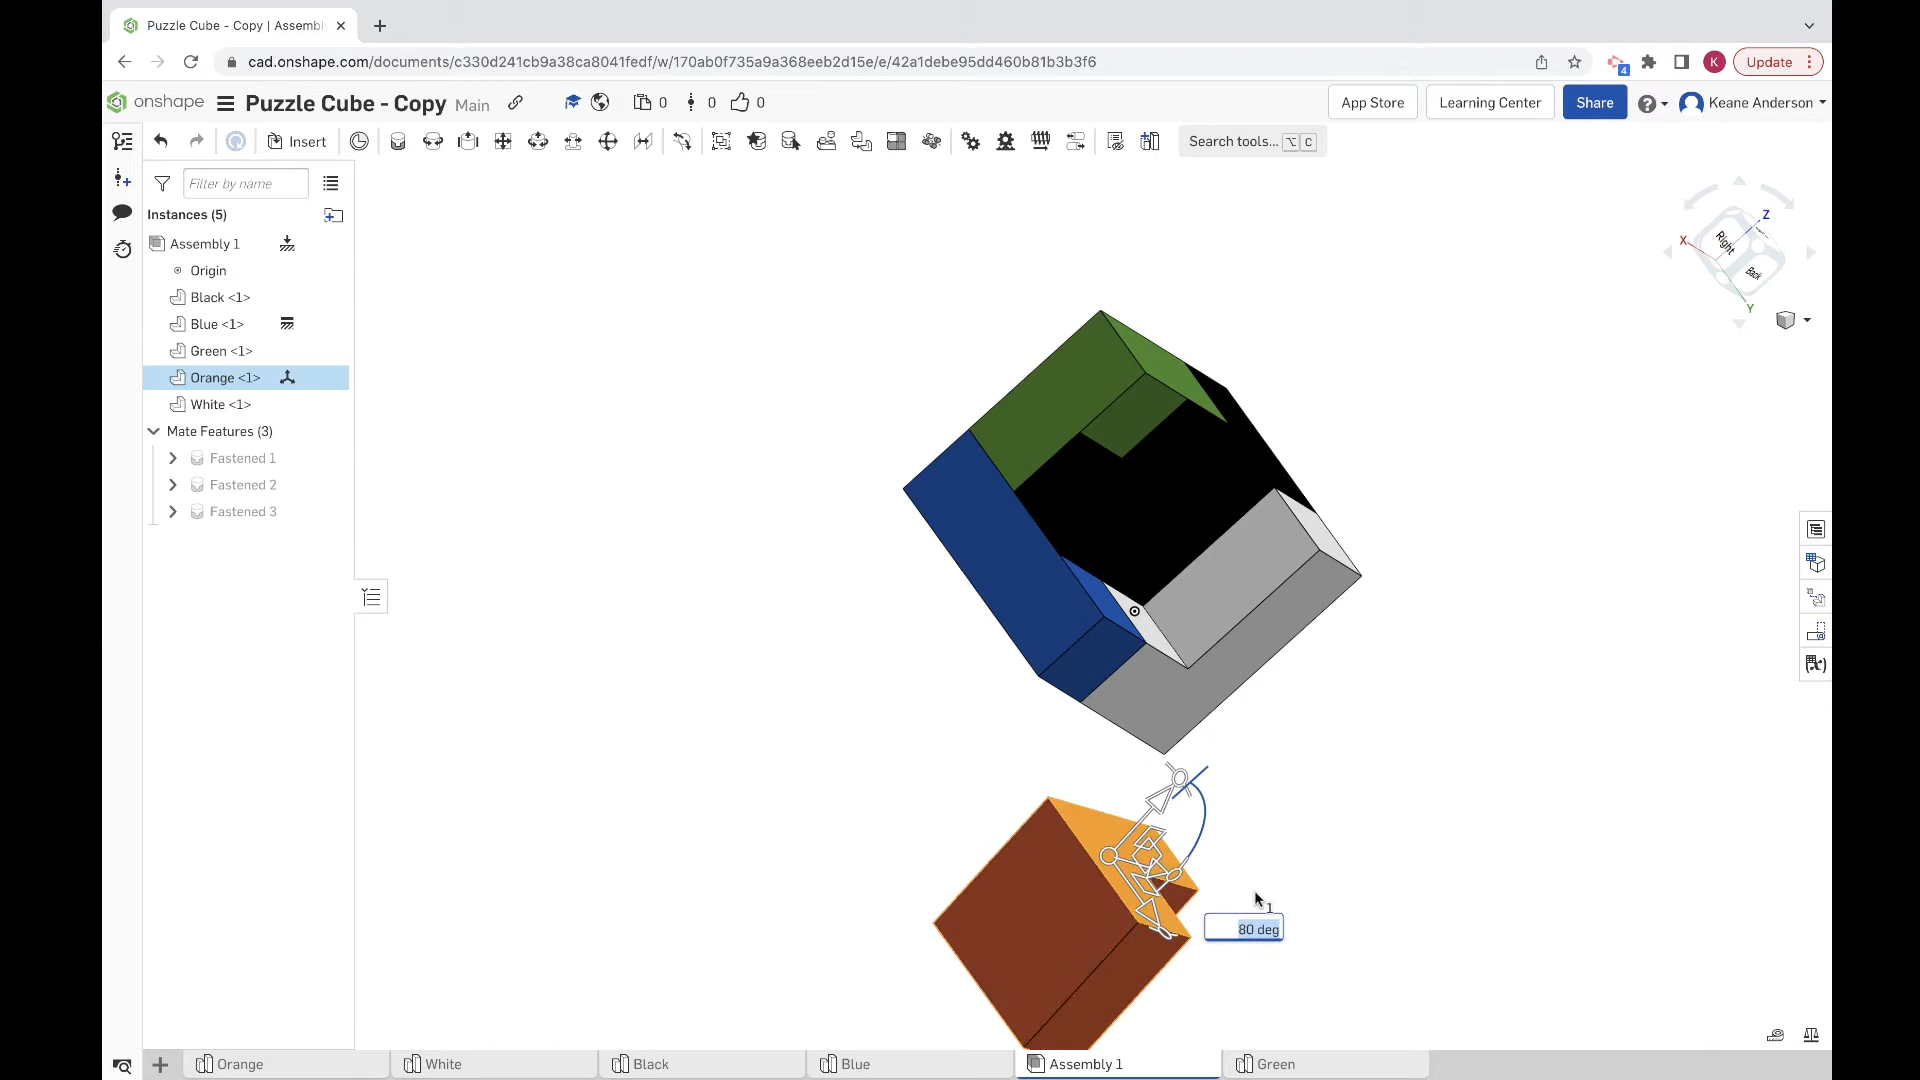 Puzzle Cube - Copy | Assembl
cad.onshape.com/documents/c330d241cb9a38ca8041fedf/w/170ab0f735a9a368eeb2d15e/e/42a1debe95dd460b81b3b3f6
4
K
Update
onshape
Puzzle Cube - Copy Main
0
0
0
App Store
Learning Center
Share
Keane Anderson
Insert
Search tools... ⌥ C
Filter by name
Instances (5)
Assembly 1
Origin
Black <1>
Blue <1>
Green <1>
Orange <1>
White <1>
Mate Features (3)
Fastened 1
Fastened 2
Fastened 3
Z
X
Right
Back
Y
1
80 deg
Orange
White
Black
Blue
Assembly 1
Green